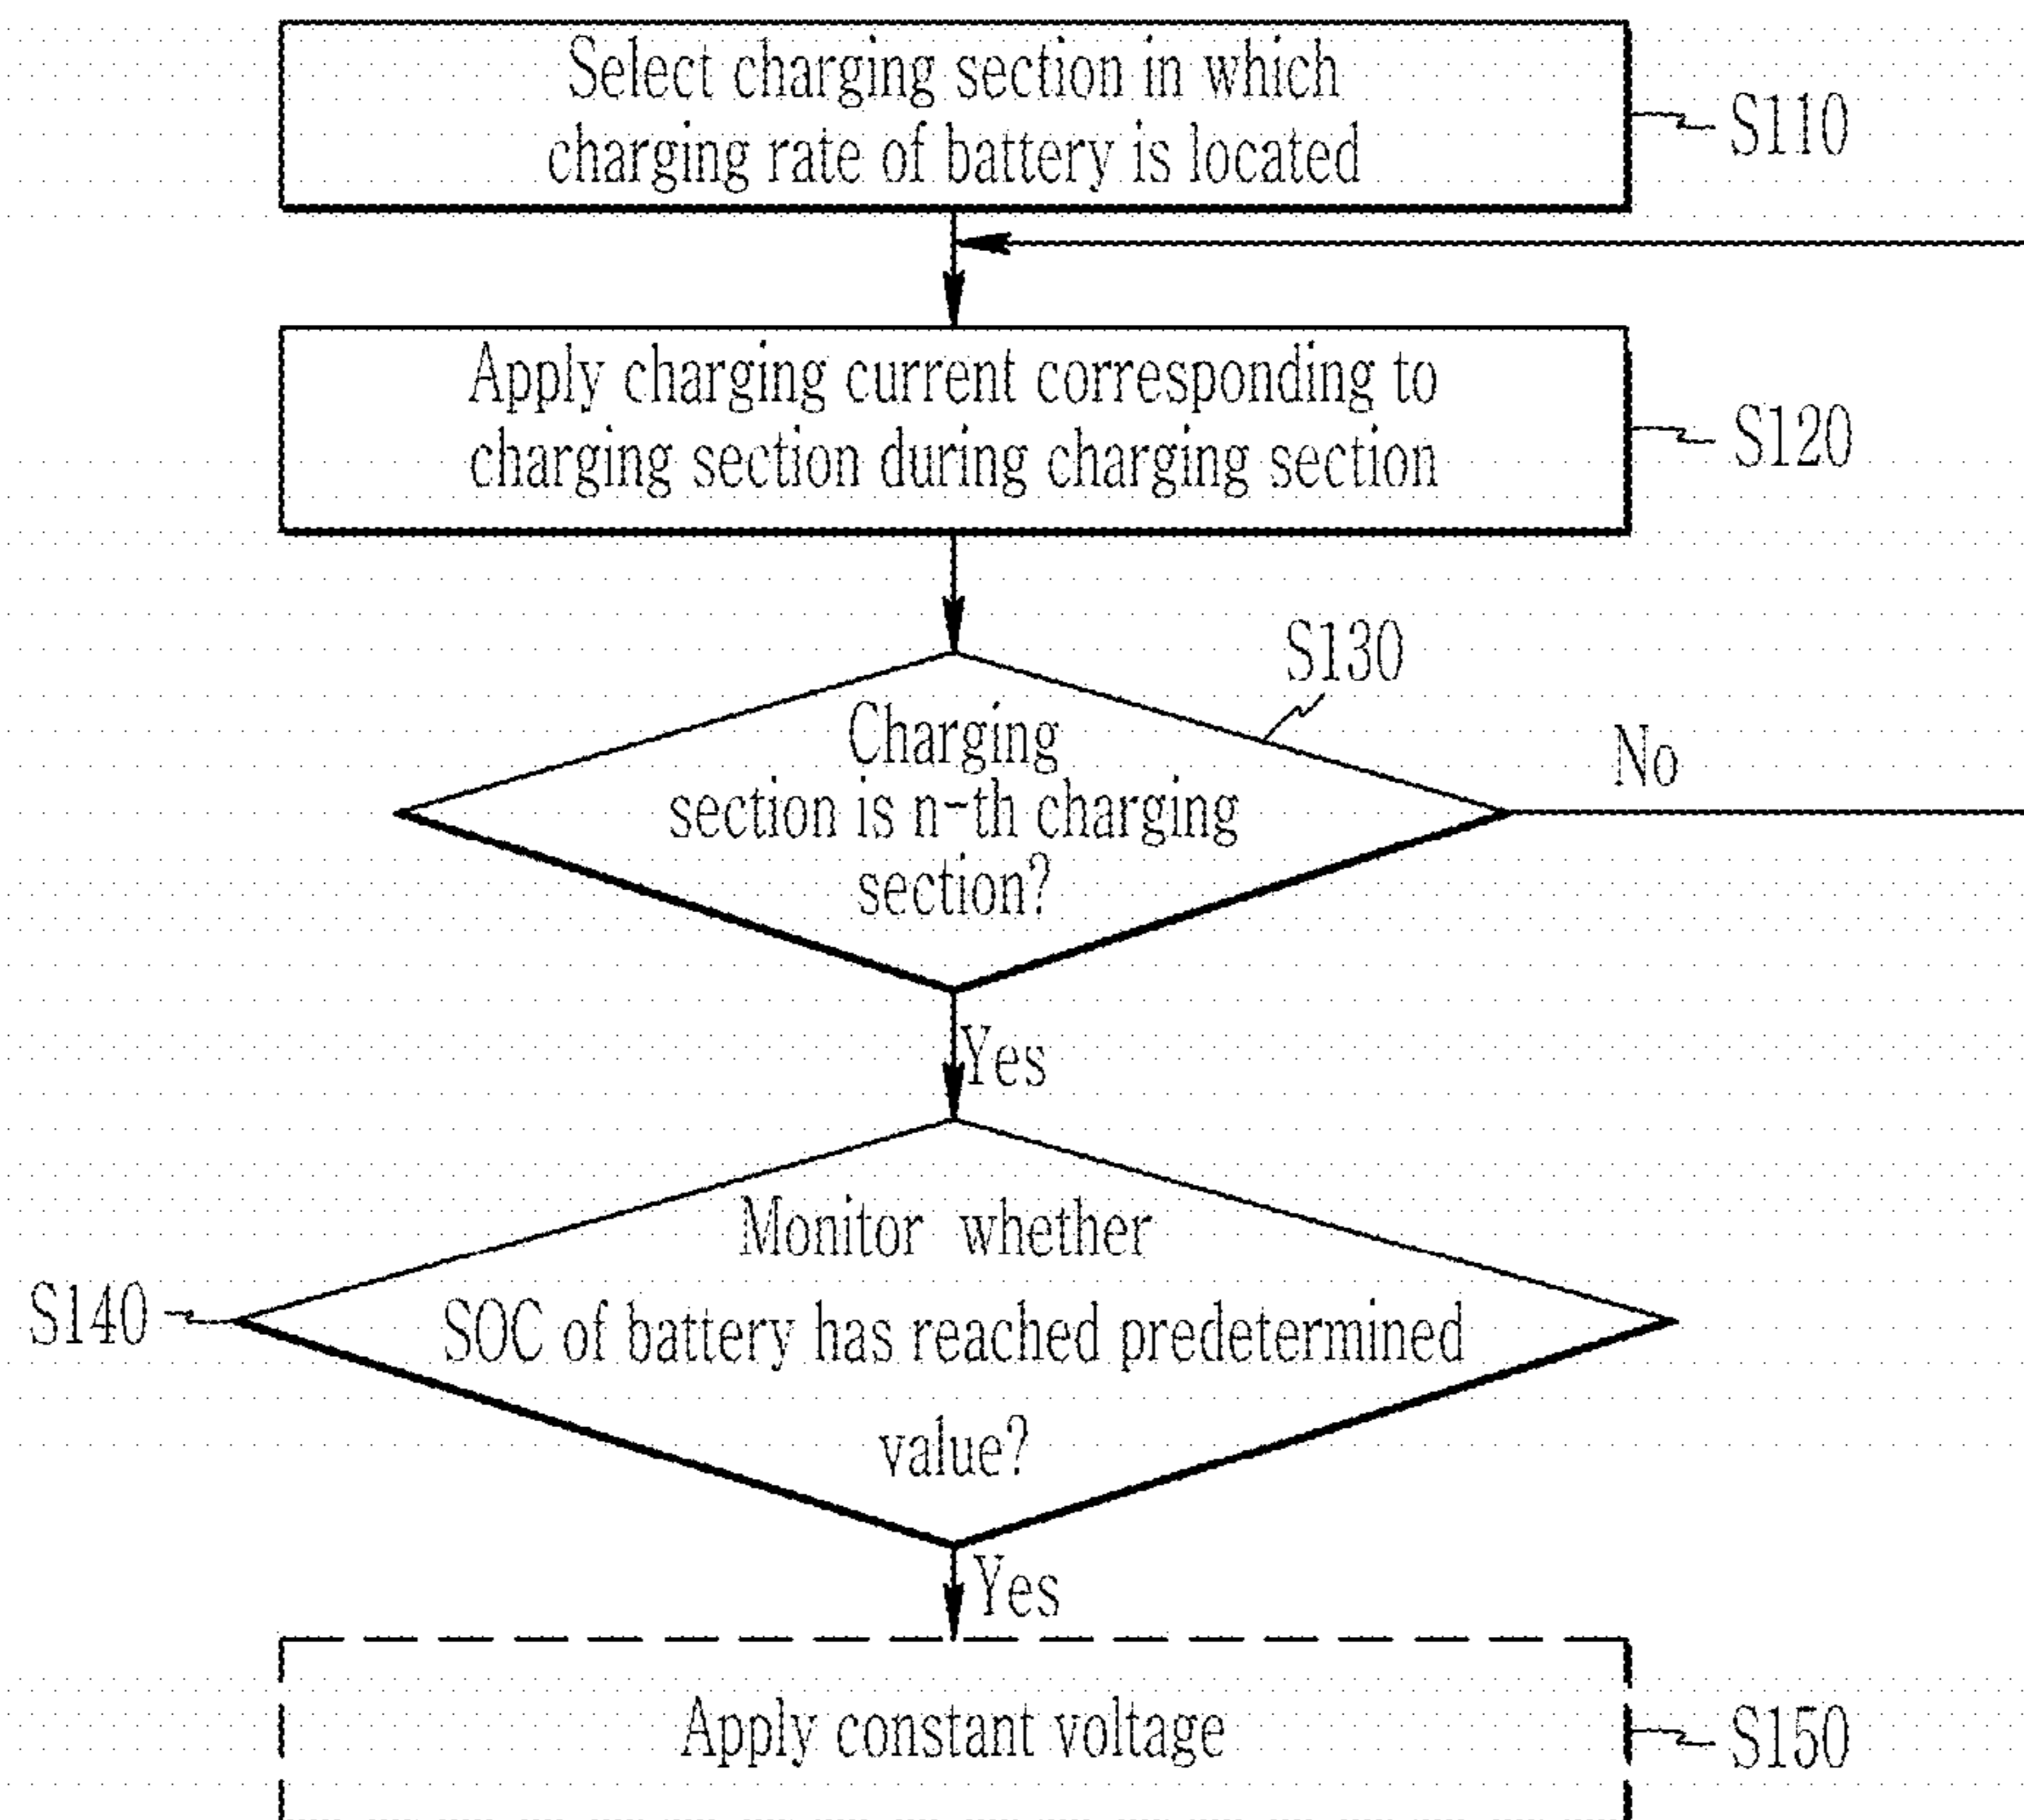 Select charging section in which
charging rate of battery is located
S110
Apply charging current corresponding to
charging section during charging section
S120
S130
Charging
section is n-th charging
section?
No
Yes
Monitor whether
SOC of battery has reached predetermined
value?
S140
Yes
Apply constant voltage
S150